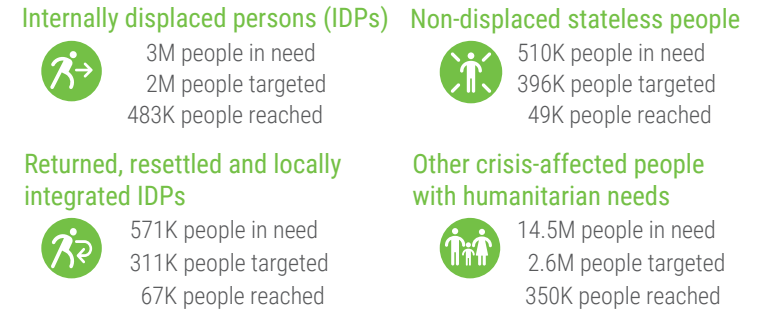 Internally displaced persons (IDPs)
3M people in need
2M people targeted
483K people reached
Non-displaced stateless people
510K people in need
396K people targeted
49K people reached
Returned, resettled and locally
integrated IDPs
571K people in need
311K people targeted
67K people reached
Other crisis-affected people
with humanitarian needs
14.5M people in need
2.6M people targeted
350K people reached